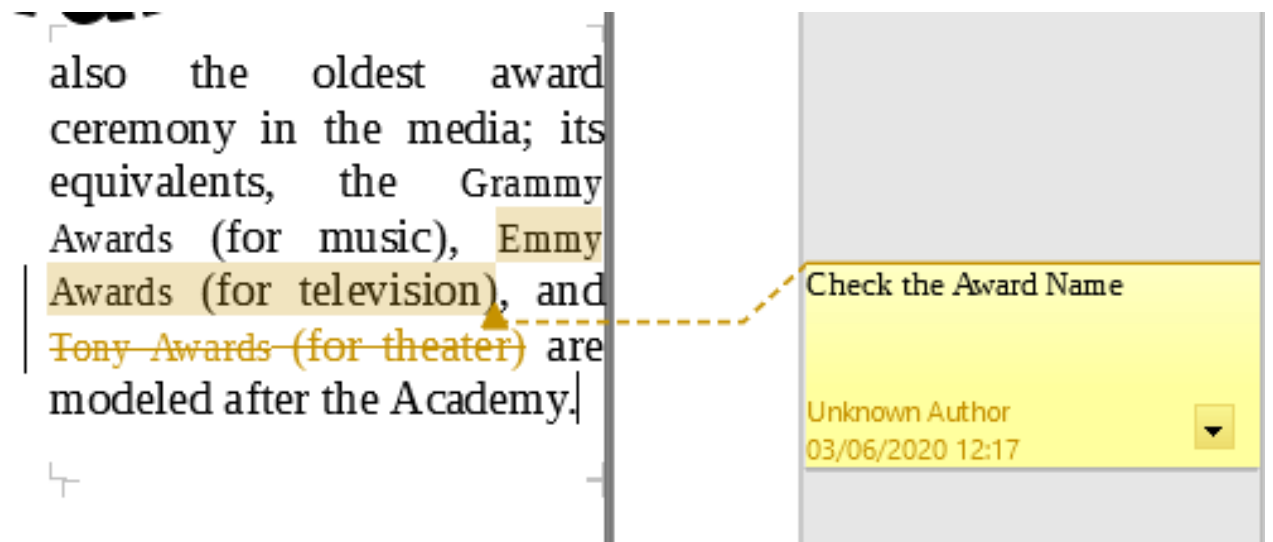 also the oldest award
ceremony in the media; its
equivalents, the Grammy
Awards (for music), Emmy
Awards (for television), and
Tony Awards (for theater) are
modeled after the Academy.
Check the Award Name
Unknown Author
03/06/2020 12:17